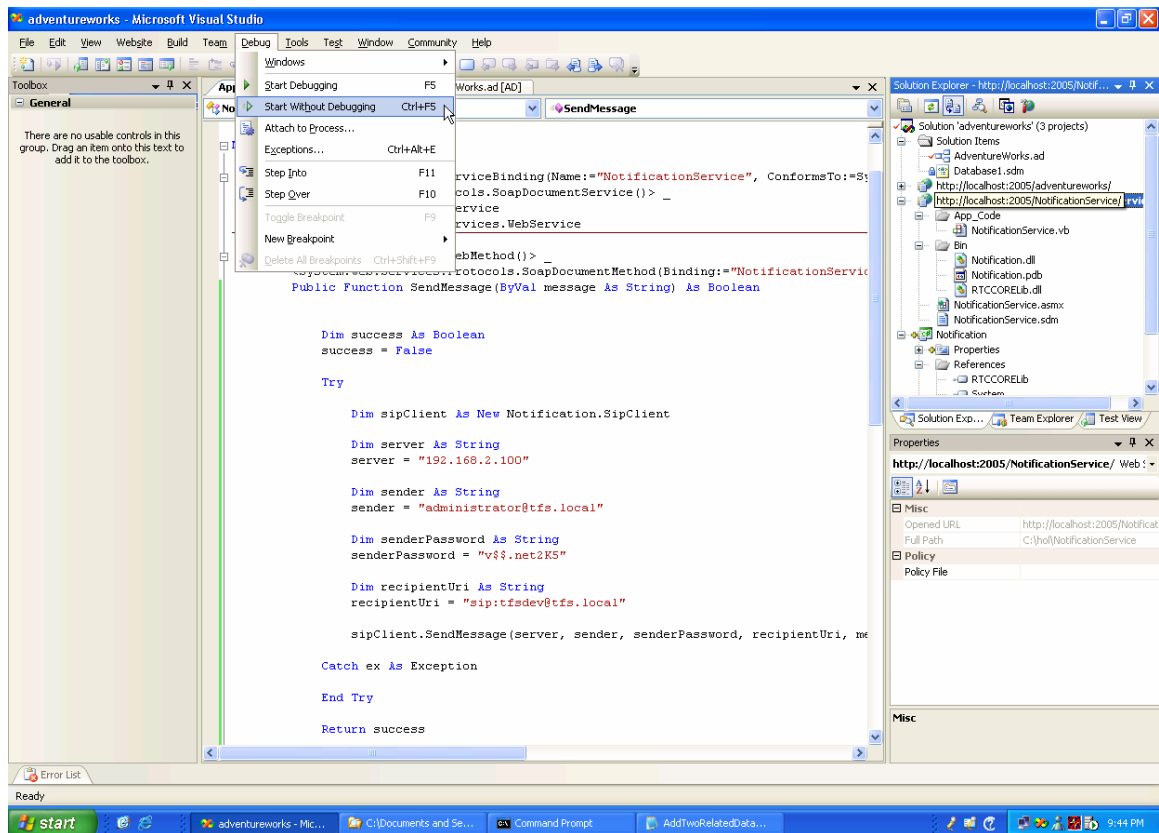 adventureworks - Microsoft Visual Studio
File Edit View Website Build Team Debug Tools Test Window Community Help
Toolbox
General
There are no usable controls in this
group. Drag an item onto this text to
add it to the toolbox.
Windows
Start Debugging F5
Start Without Debugging Ctrl+F5
Attach to Process...
Exceptions... Ctrl+Alt+E
Step Into F11
Step Over F10
Toggle Breakpoint F9
New Breakpoint
Delete All Breakpoints Ctrl+Shift+F9
App
Works.ad [AD]
No
SendMessage
rviceBinding(Name:="NotificationService", ConformsTo:=Sy
cols.SoapDocumentService()> _
ervice
vices.WebService
ebMethod()> _
<System.Web.Services.Protocols.SoapDocumentMethod(Binding:="NotificationServic
Public Function SendMessage(ByVal message As String) As Boolean
Dim success As Boolean
success = False
Try
Dim sipClient As New Notification.SipClient
Dim server As String
server = "192.168.2.100"
Dim sender As String
sender = "administrator@tfs.local"
Dim senderPassword As String
senderPassword = "v$$.net2K5"
Dim recipientUri As String
recipientUri = "sip:tfsdev@tfs.local"
sipClient.SendMessage(server, sender, senderPassword, recipientUri, me
Catch ex As Exception
End Try
Return success
Solution Explorer - http://localhost:2005/Notif...
Solution 'adventureworks' (3 projects)
Solution Items
AdventureWorks.ad
Database1.sdm
http://localhost:2005/adventureworks/
http://localhost:2005/NotificationService/
App_Code
NotificationService.vb
Bin
Notification.dll
Notification.pdb
RTCCORELib.dll
NotificationService.asmx
NotificationService.sdm
Notification
Properties
References
RTCCORELib
System
Solution Exp... Team Explorer Test View
Properties
http://localhost:2005/NotificationService/ Web S
Misc
Opened URL http://localhost:2005/Notificat
Full Path C:\hol\NotificationService
Policy
Policy File
Misc
Error List
Ready
start adventureworks - Mic... C:\Documents and Se... Command Prompt AddTwoRelatedData... 9:44 PM